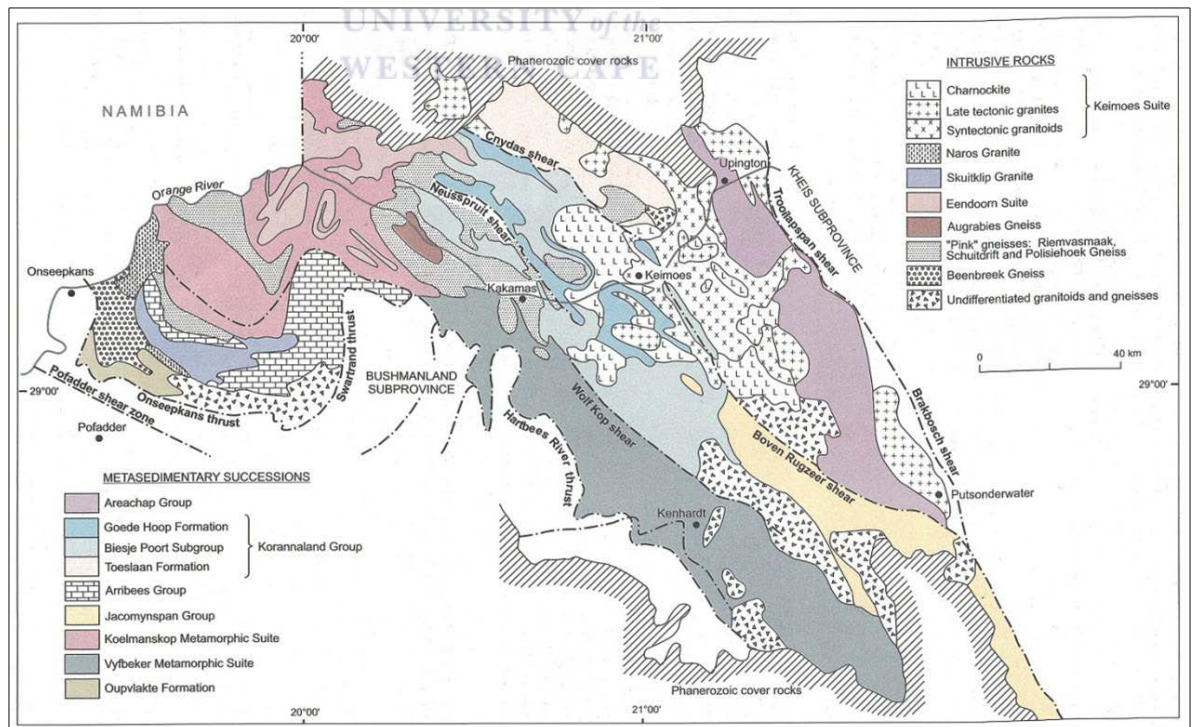 UNIVERSITY of the
WESTERN CAPE
20°00'
21°00'
Phanerozoic cover rocks
NAMIBIA
INTRUSIVE ROCKS
Charnockite
Late tectonic granites
Syntectonic granitoids
Keimoes Suite
Naros Granite
Skuitklip Granite
Eendoorn Suite
Augrabies Gneiss
"Pink" gneisses: Riemvasmaak,
Schuitdrift and Polisiehoek Gneiss
Beenbreek Gneiss
Undifferentiated granitoids and gneisses
0
40 km
Cnydas shear
Upington
KHEIS SUBPROVINCE
Trooilapspan shear
Neusspruit shear
Orange River
Onseepkans
Keimoes
Kakamas
Swartrand thrust
BUSHMANLAND
SUBPROVINCE
29°00'
29°00'
Pofadder shear zone
Onseepkans thrust
Pofadder
Hartbees River thrust
Wolf Kop shear
Boven Rugzeer shear
Brakbosch shear
Putsonderwater
Kenhardt
METASEDIMENTARY SUCCESSIONS
Areachap Group
Goede Hoop Formation
Biesje Poort Subgroup
Toeslaan Formation
Korannaland Group
Arribees Group
Jacomynspan Group
Koelmanskop Metamorphic Suite
Vyfbeker Metamorphic Suite
Oupvlakte Formation
Phanerozoic cover rocks
20°00'
21°00'